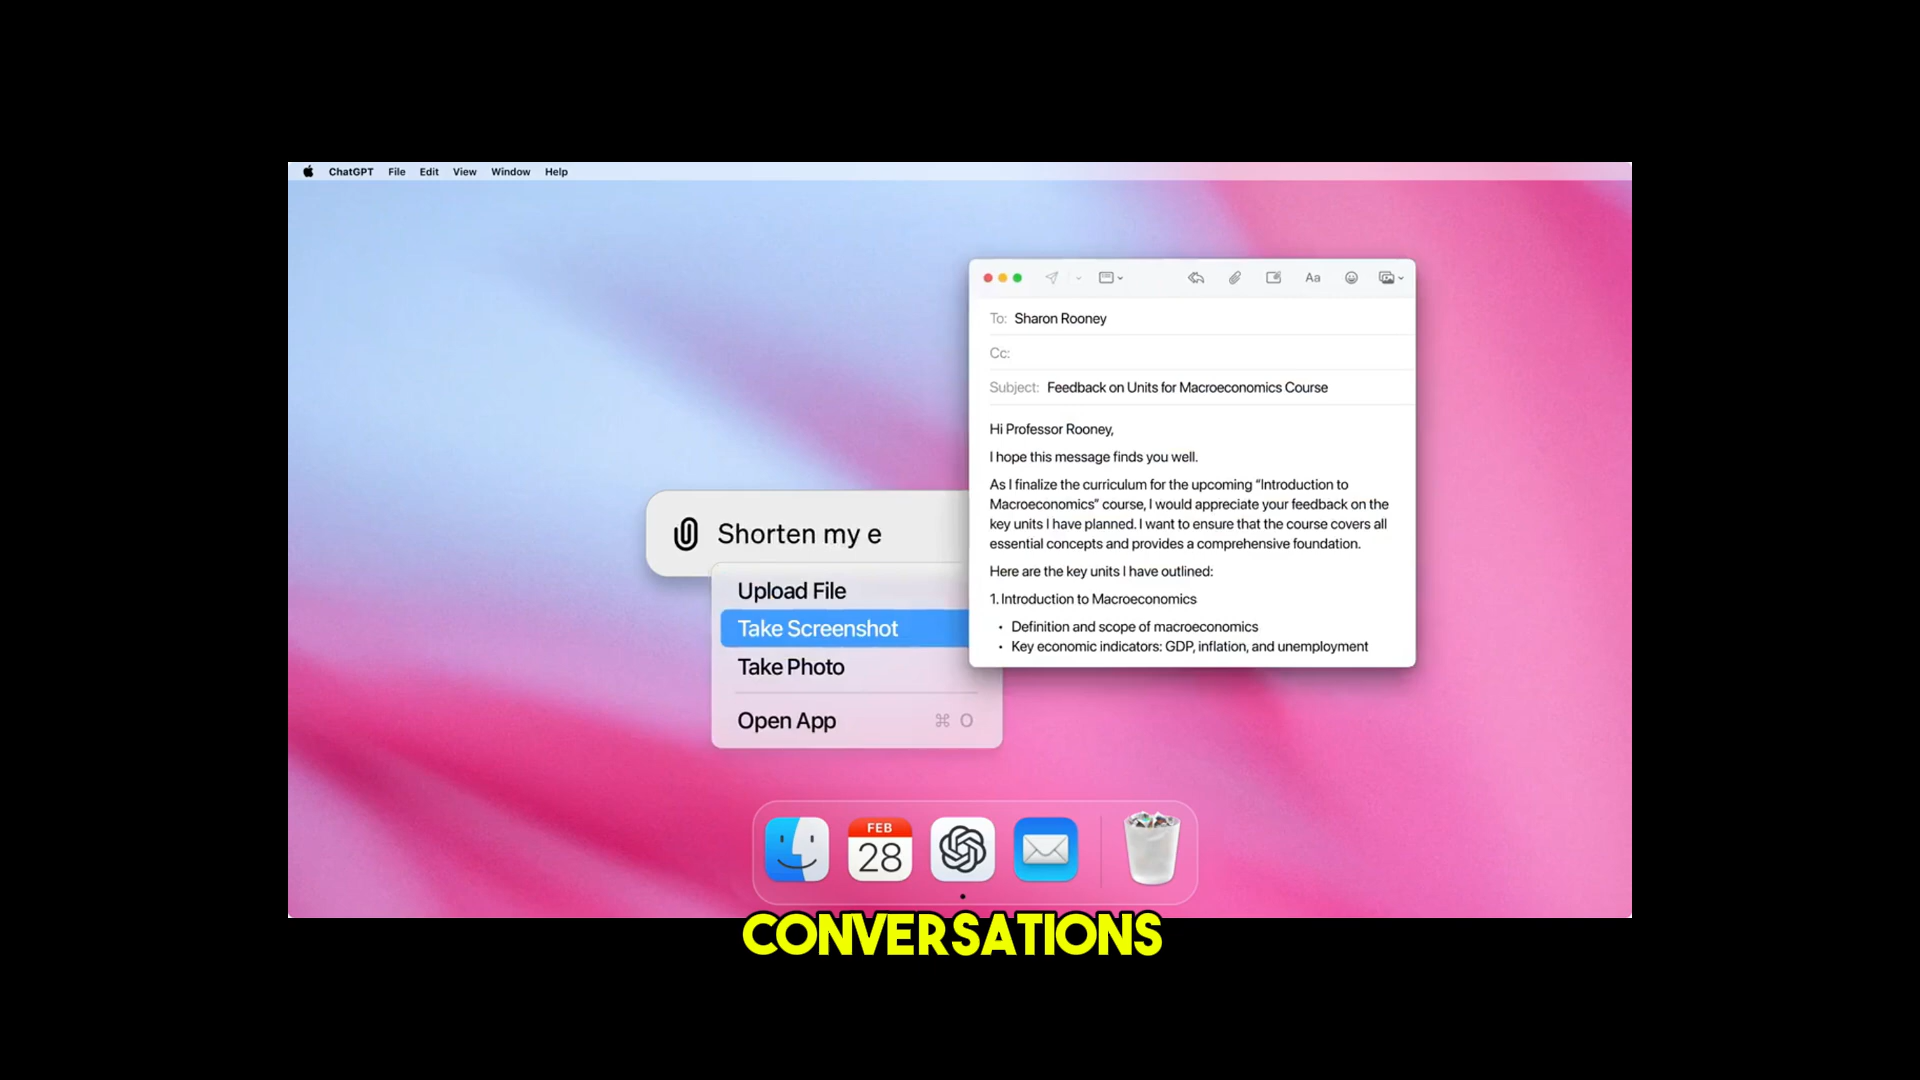 ChatGPT File Edit View Window Help
To: Sharon Rooney
Cc:
Subject: Feedback on Units for Macroeconomics Course
Hi Professor Rooney,
I hope this message finds you well.
As I finalize the curriculum for the upcoming “Introduction to
Macroeconomics” course, I would appreciate your feedback on the
key units I have planned. I want to ensure that the course covers all
essential concepts and provides a comprehensive foundation.
Here are the key units I have outlined:
1. Introduction to Macroeconomics
• Definition and scope of macroeconomics
• Key economic indicators: GDP, inflation, and unemployment
Aa
Shorten my e
Upload File
Take Screenshot
Take Photo
Open App ⌘ O
FEB
28
CONVERSATIONS